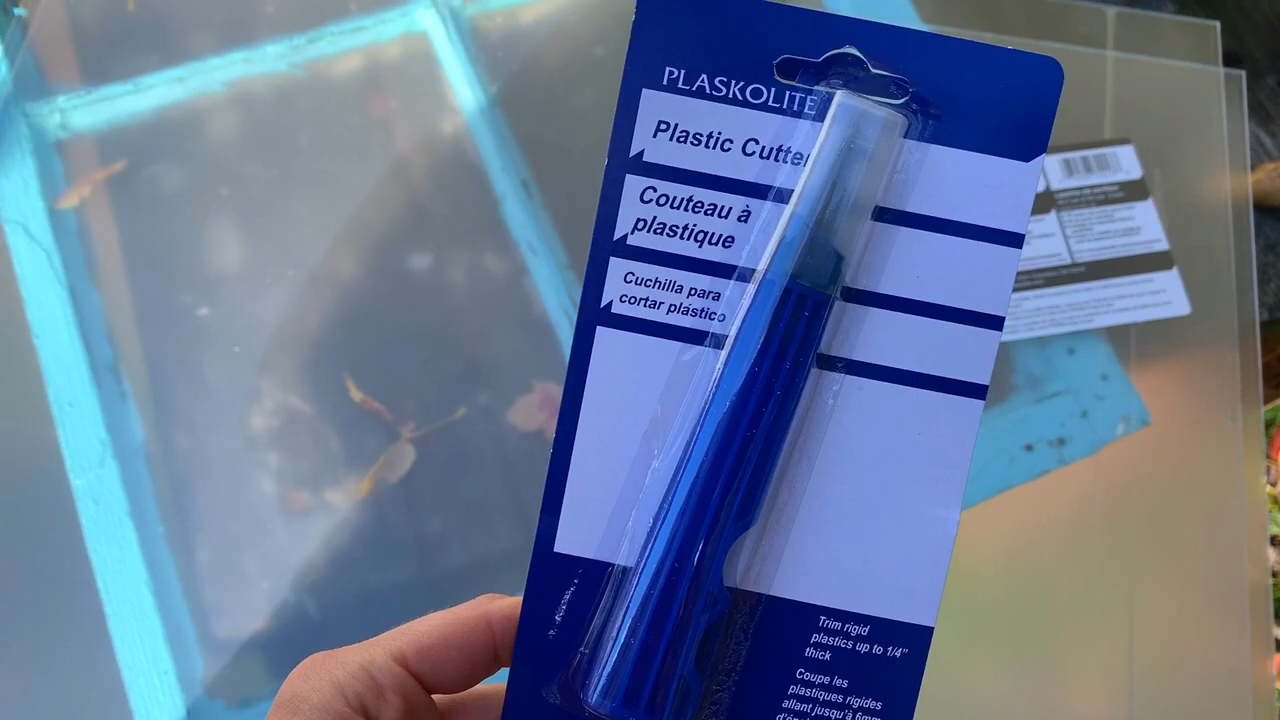 PLASKOLITE
Plastic Cutter
Couteau à
plastique
Cuchilla para
cortar plástico
Trim rigid
plastics up to 1/4"
thick
Coupe les
plastiques rigides
allant jusqu'à 6mm